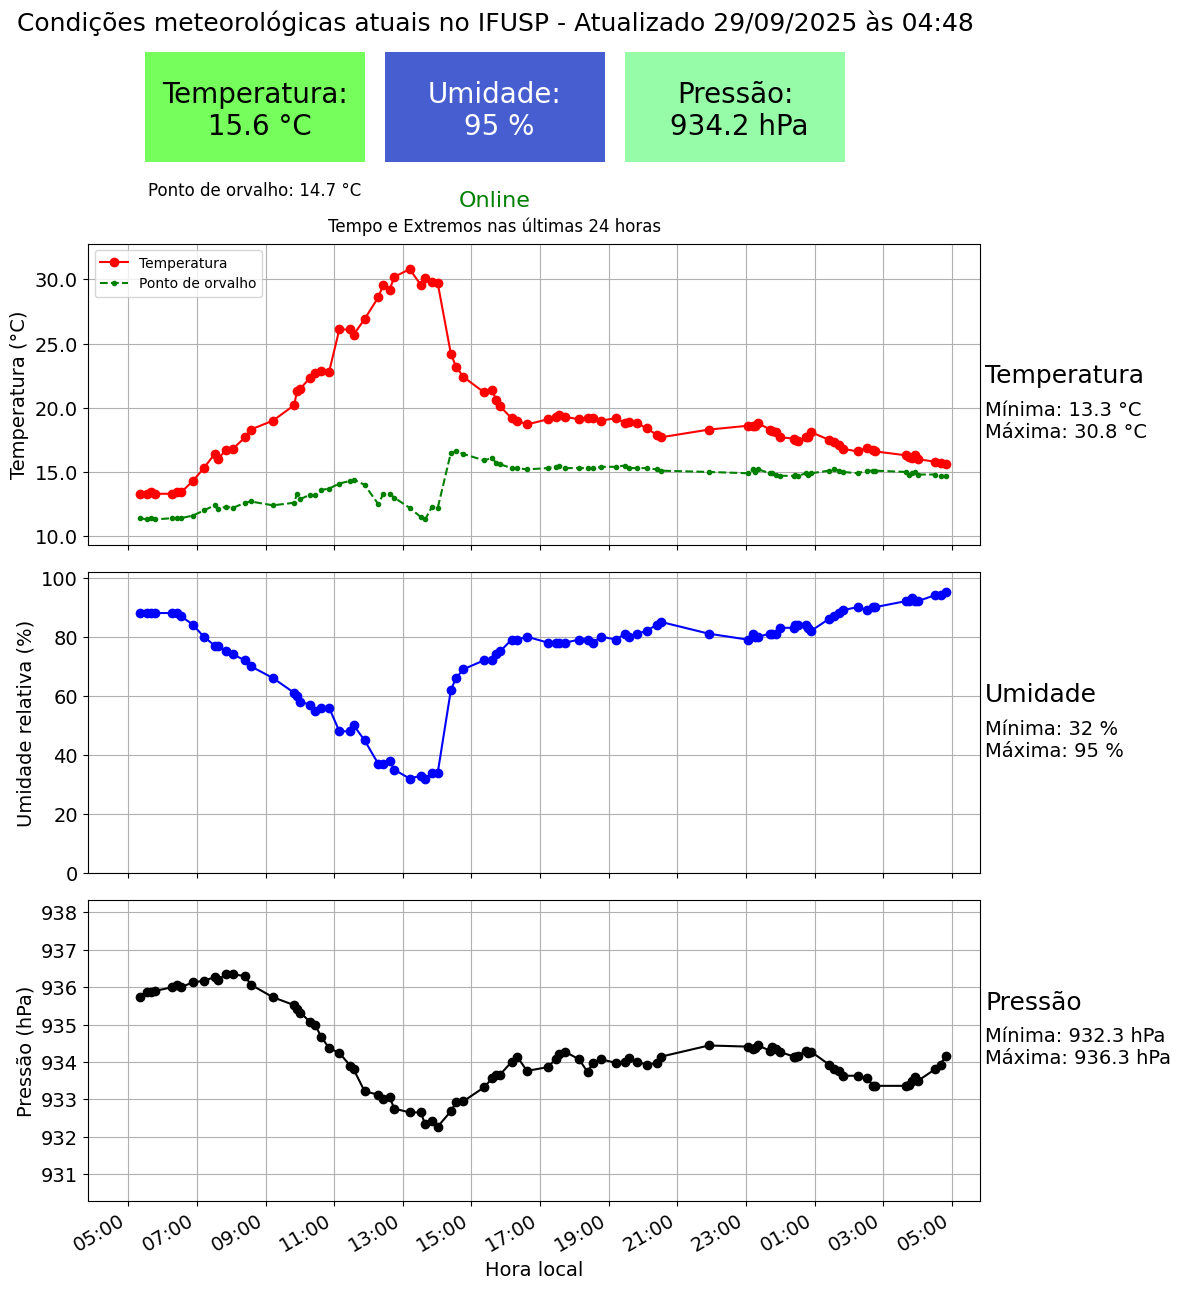 Condições meteorológicas atuais no IFUSP - Atualizado 29/09/2025 às 04:48
Temperatura:
15.6 °C
Umidade:
95 %
Pressão:
934.2 hPa
Ponto de orvalho: 14.7 °C
Online
Tempo e Extremos nas últimas 24 horas
Temperatura (°C)
30.0
25.0
20.0
15.0
10.0
Temperatura
Ponto de orvalho
Temperatura
Mínima: 13.3 °C
Máxima: 30.8 °C
Umidade relativa (%)
100
80
60
40
20
0
Umidade
Mínima: 32 %
Máxima: 95 %
Pressão (hPa)
938
937
936
935
934
933
932
931
Pressão
Mínima: 932.3 hPa
Máxima: 936.3 hPa
05:00
07:00
09:00
11:00
13:00
15:00
17:00
19:00
21:00
23:00
01:00
03:00
05:00
Hora local